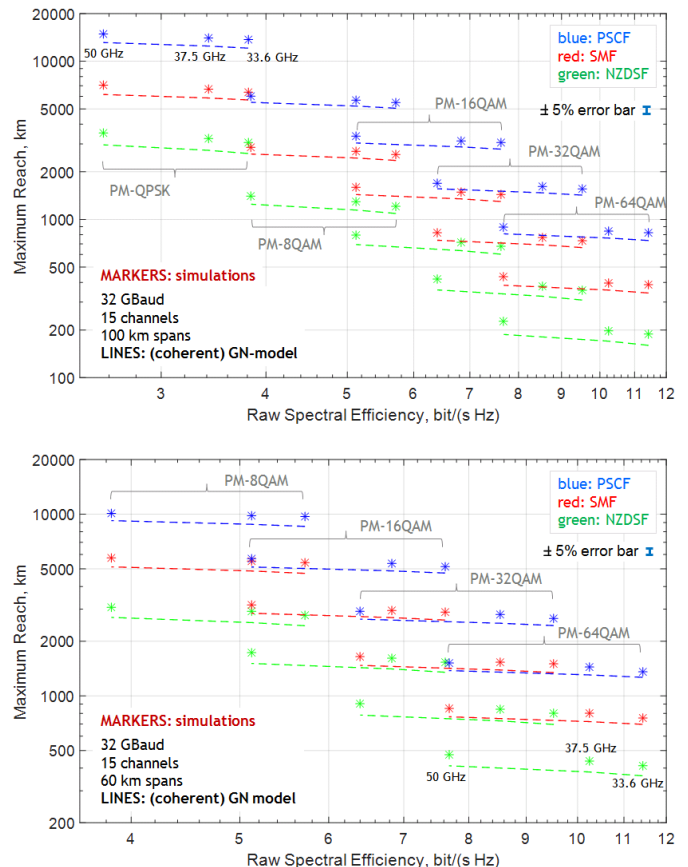 20000
10000
5000
2000
1000
500
200
100
Maximum Reach, km
50 GHz
37.5 GHz
33.6 GHz
blue: PSCF
red: SMF
green: NZDSF
± 5% error bar
PM-16QAM
PM-32QAM
PM-64QAM
PM-QPSK
PM-8QAM
MARKERS: simulations
32 GBaud
15 channels
100 km spans
LINES: (coherent) GN-model
3
4
5
6
7
8
9
10
11
12
Raw Spectral Efficiency, bit/(s Hz)
20000
10000
5000
2000
1000
500
200
Maximum Reach, km
PM-8QAM
PM-16QAM
PM-32QAM
PM-64QAM
blue: PSCF
red: SMF
green: NZDSF
± 5% error bar
MARKERS: simulations
32 GBaud
15 channels
60 km spans
LINES: (coherent) GN model
50 GHz
37.5 GHz
33.6 GHz
4
5
6
7
8
9
10
11
12
Raw Spectral Efficiency, bit/(s Hz)